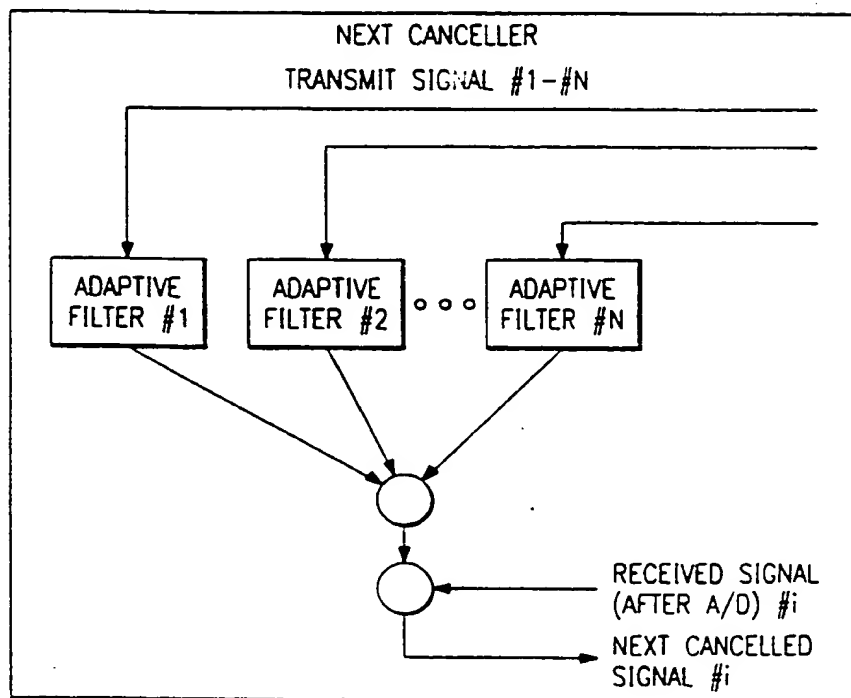 NEXT CANCELLER
TRANSMIT SIGNAL #1-#N
ADAPTIVE
FILTER #1
ADAPTIVE
FILTER #2
ADAPTIVE
FILTER #N
RECEIVED SIGNAL
(AFTER A/D) #i
NEXT CANCELLED
SIGNAL #i